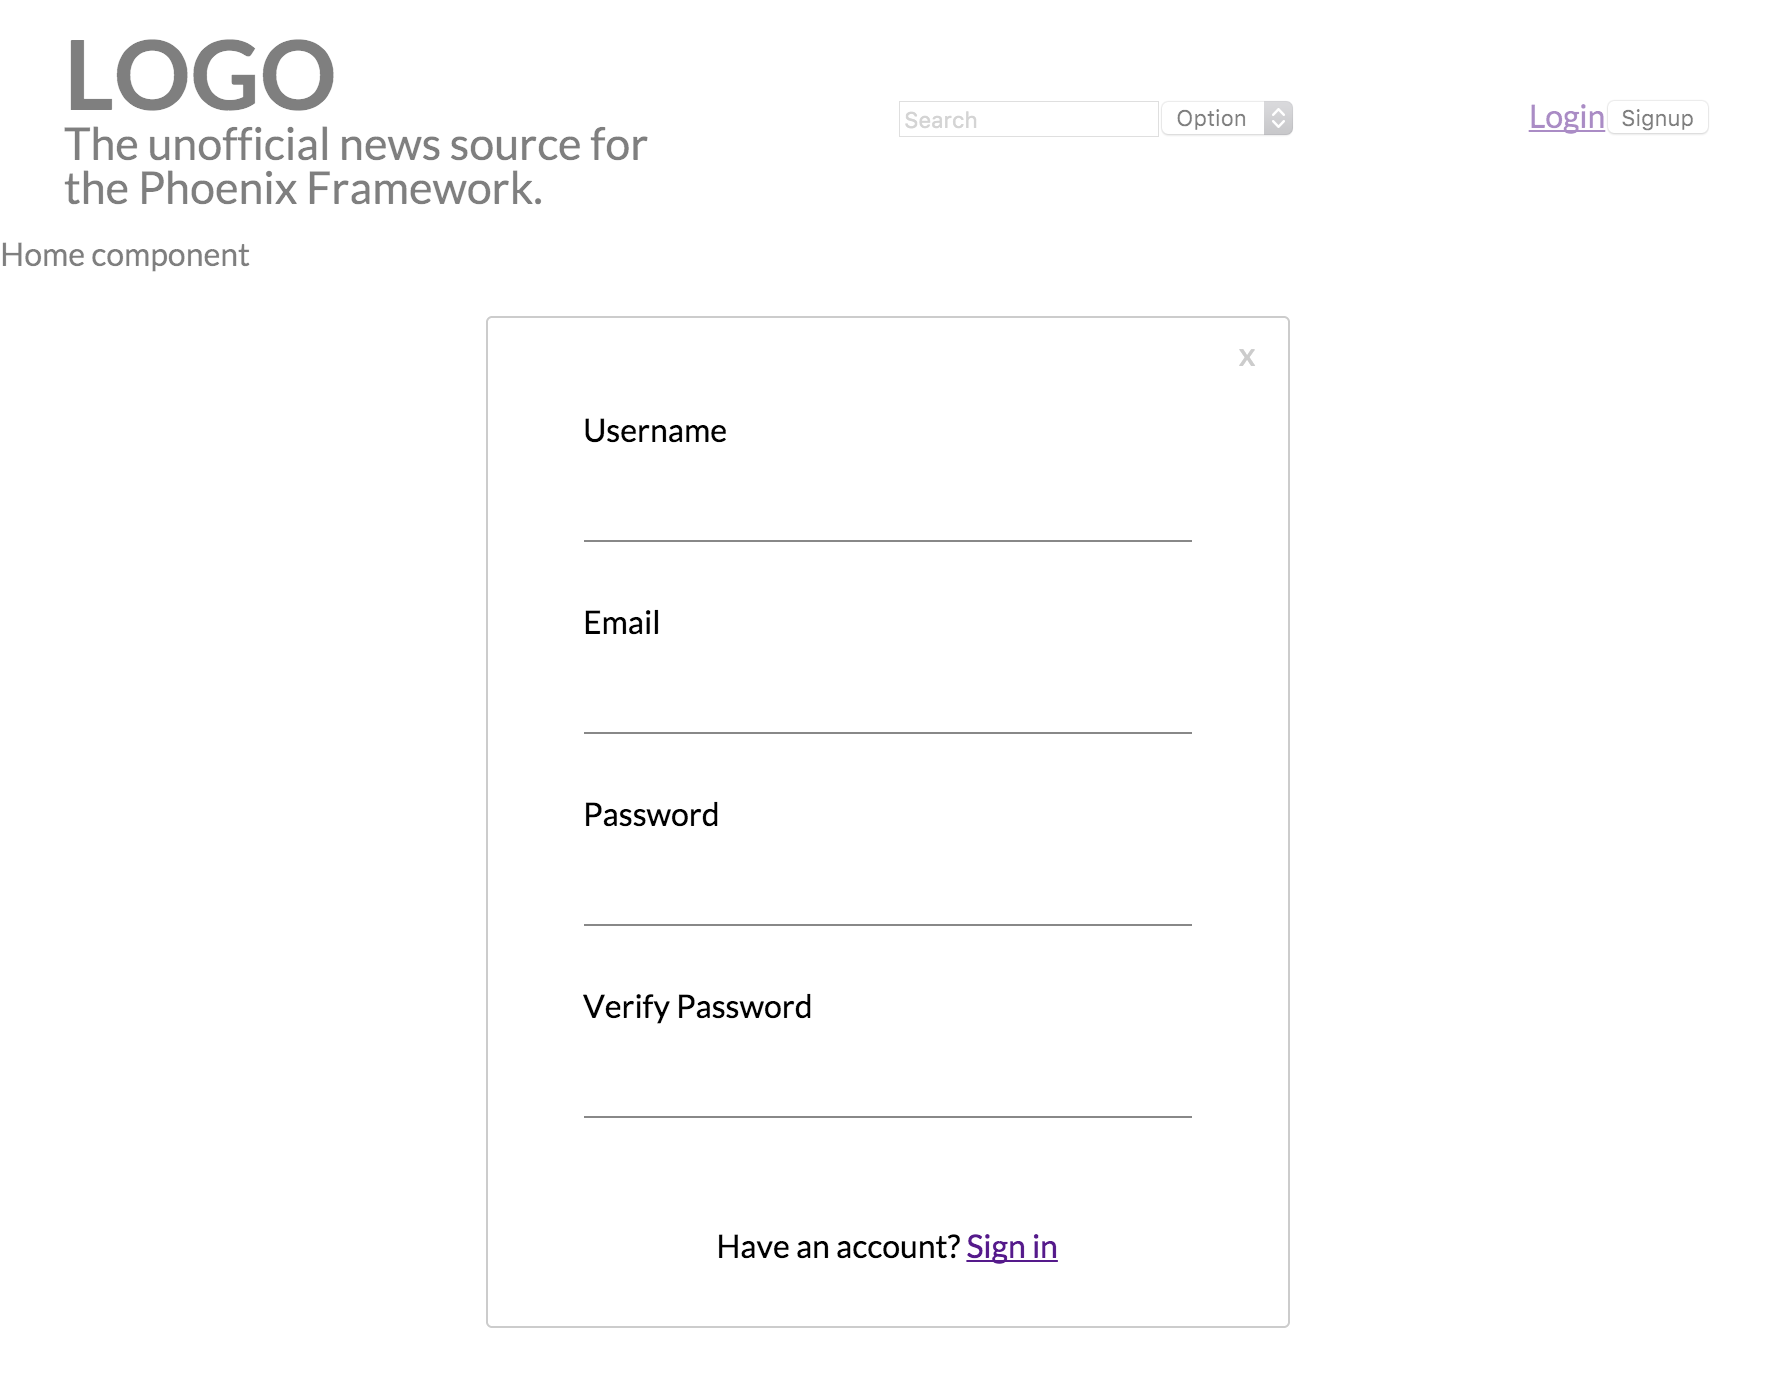 LOGO
The unofficial news source for
the Phoenix Framework.
Search
Option
Login
Signup
Home component
x
Username
Email
Password
Verify Password
Have an account? Sign in